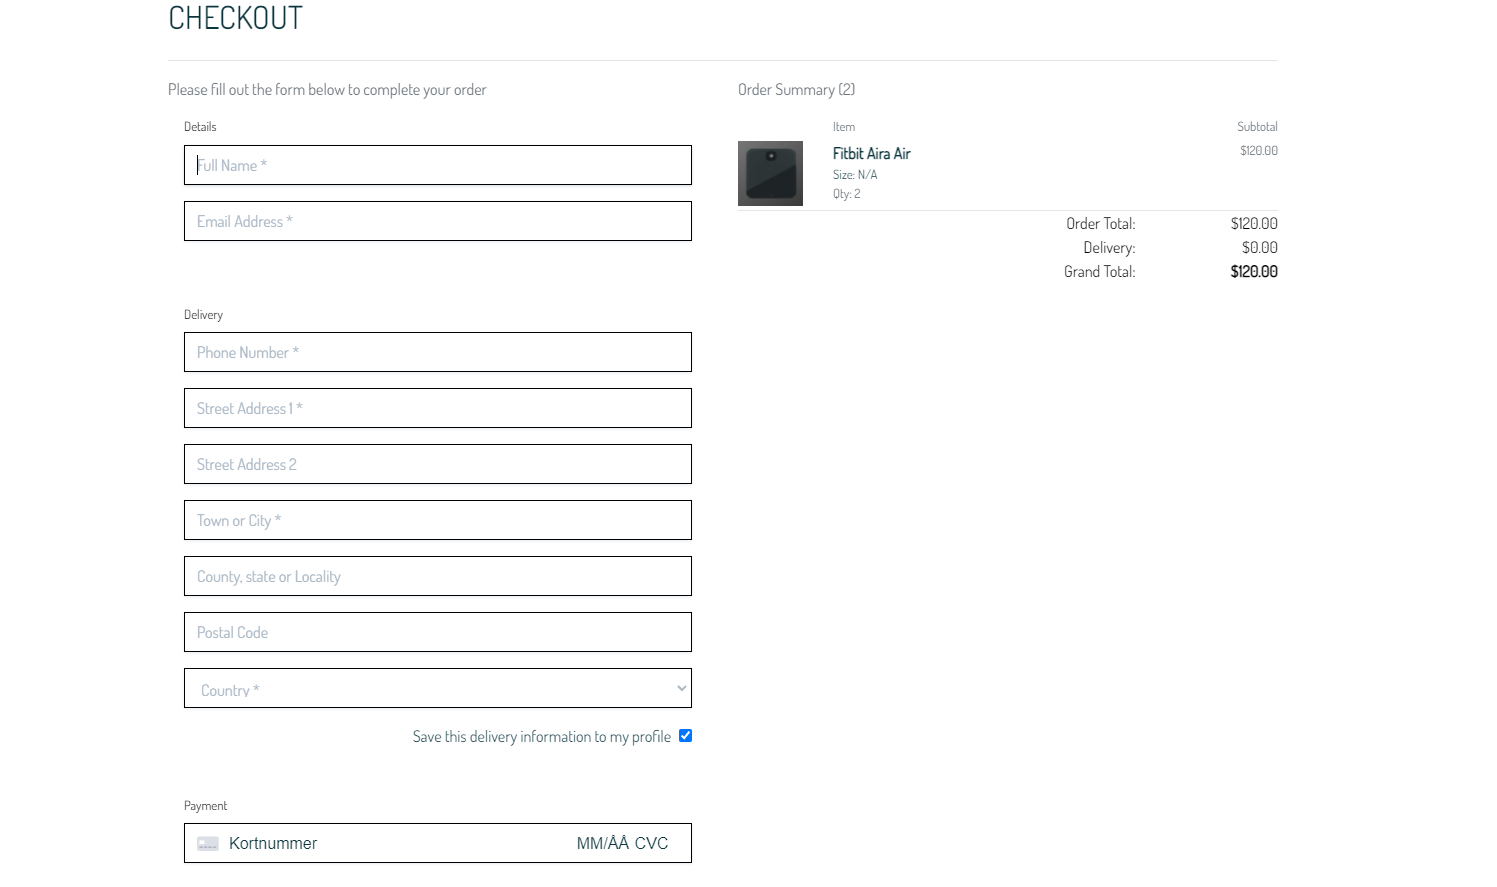 CHECKOUT
Please fill out the form below to complete your order
Details
Full Name *
Email Address *
Delivery
Phone Number *
Street Address 1 *
Street Address 2
Town or City *
County, state or Locality
Postal Code
Country *
Save this delivery information to my profile
Payment
Kortnummer MM/ÅÅ CVC
Order Summary (2)
Item Subtotal
Fitbit Aira Air $120.00
Size: N/A
Qty: 2
Order Total: $120.00
Delivery: $0.00
Grand Total: $120.00